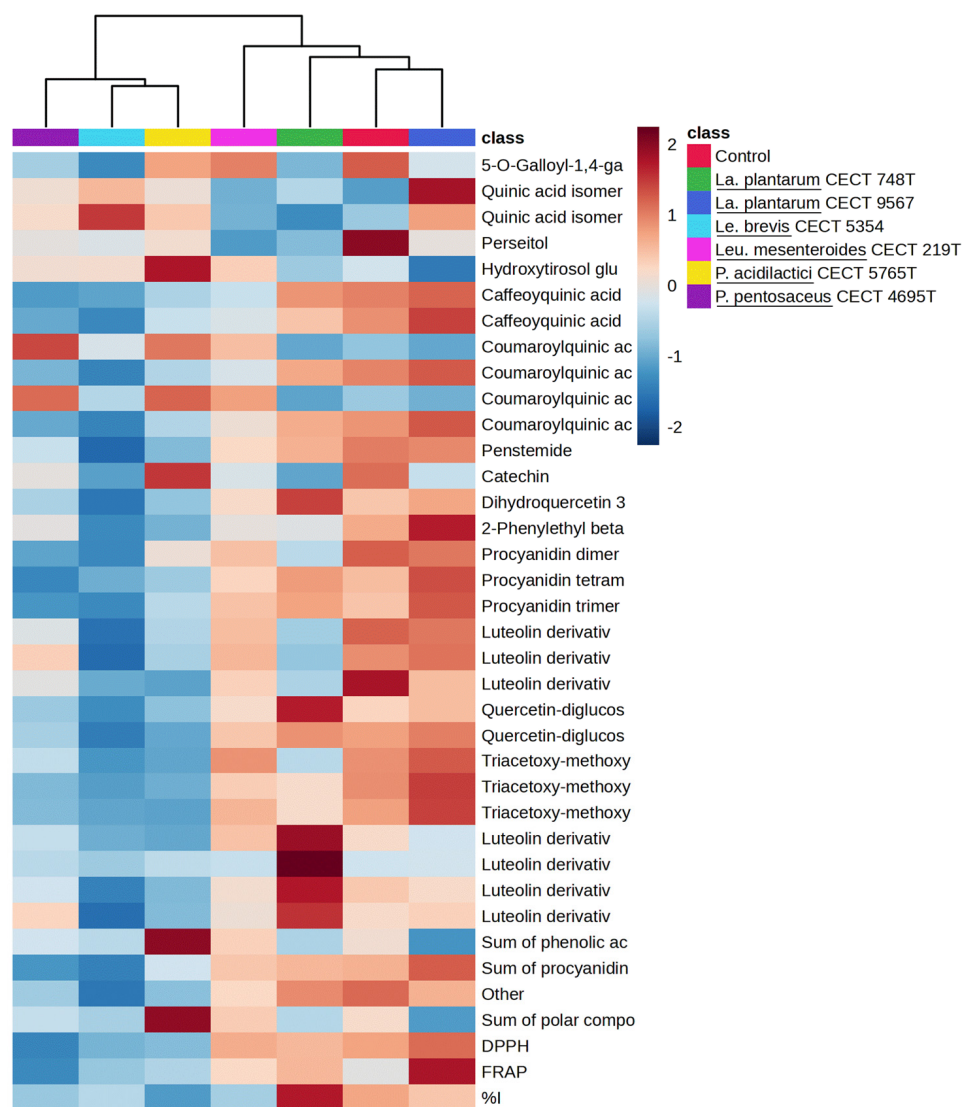 class
5-O-Galloyl-1,4-ga
Quinic acid isomer
Quinic acid isomer
Perseitol
Hydroxytirosol glu
Caffeoyquinic acid
Caffeoyquinic acid
Coumaroylquinic ac
Coumaroylquinic ac
Coumaroylquinic ac
Coumaroylquinic ac
Penstemide
Catechin
Dihydroquercetin 3
2-Phenylethyl beta
Procyanidin dimer
Procyanidin tetram
Procyanidin trimer
Luteolin derivativ
Luteolin derivativ
Luteolin derivativ
Quercetin-diglucos
Quercetin-diglucos
Triacetoxy-methoxy
Triacetoxy-methoxy
Triacetoxy-methoxy
Luteolin derivativ
Luteolin derivativ
Luteolin derivativ
Luteolin derivativ
Sum of phenolic ac
Sum of procyanidin
Other
Sum of polar compo
DPPH
FRAP
%I
2
1
0
-1
-2
class
Control
La. plantarum CECT 748T
La. plantarum CECT 9567
Le. brevis CECT 5354
Leu. mesenteroides CECT 219T
P. acidilactici CECT 5765T
P. pentosaceus CECT 4695T